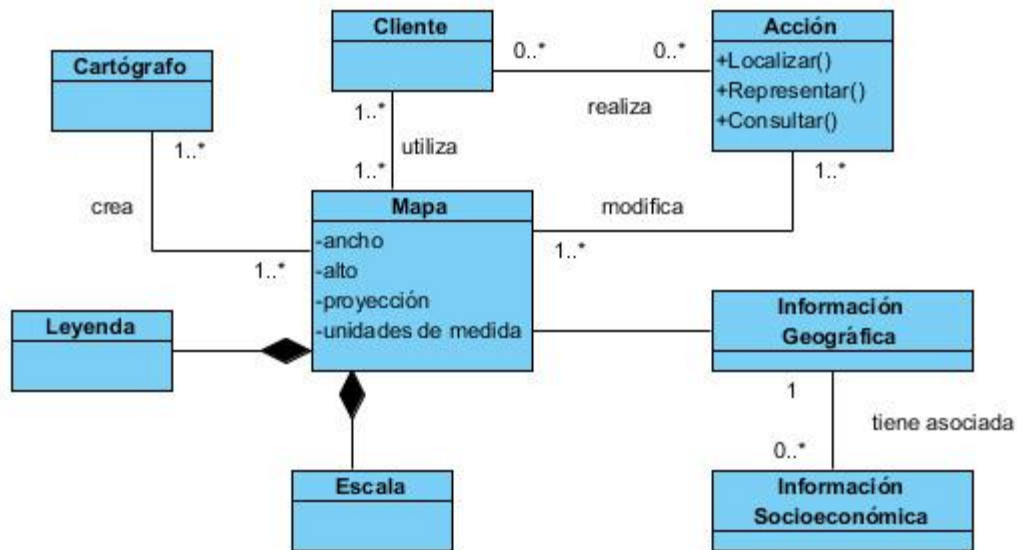 Cliente
Acción
+Localizar()
+Representar()
+Consultar()
0..*
0..*
realiza
Cartógrafo
1..*
1..*
utiliza
1..*
1..*
crea
modifica
Mapa
-ancho
-alto
-proyección
-unidades de medida
1..*
1..*
Leyenda
Información
Geográfica
1
tiene asociada
0..*
Escala
Información
Socioeconómica